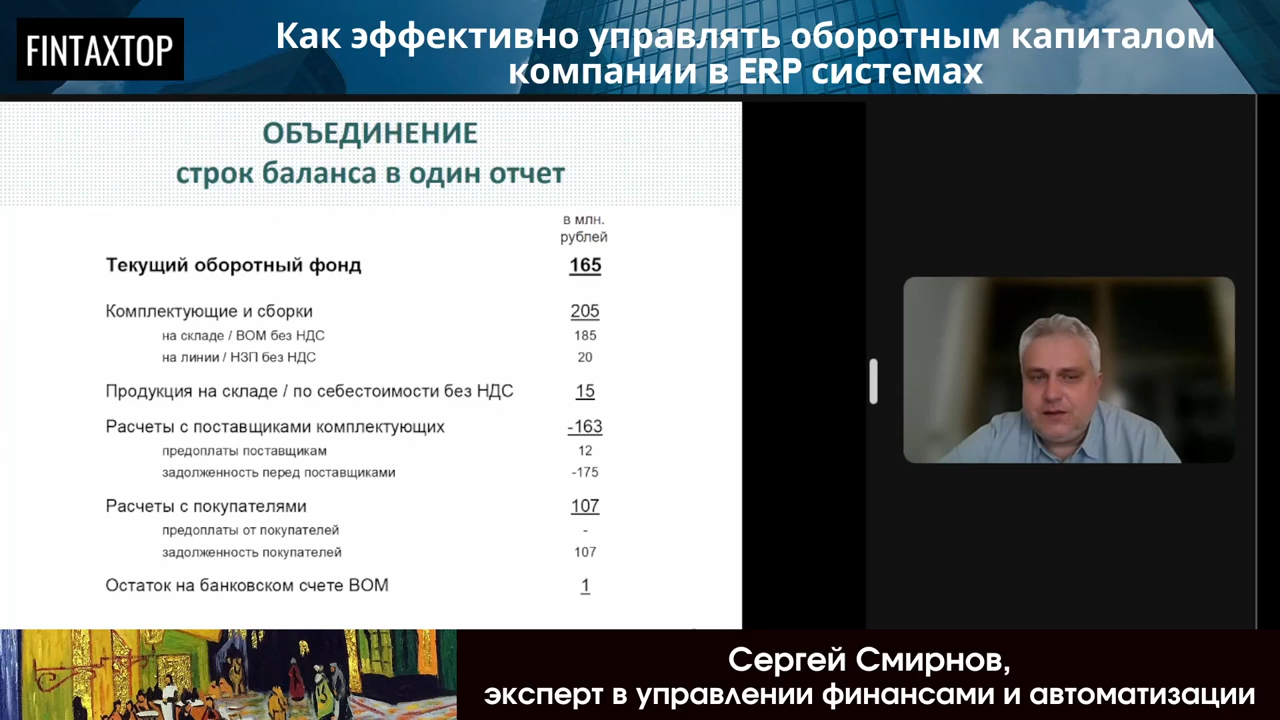 FINTAXTOP
Как эффективно управлять оборотным капиталом
компании в ERP системах
ОБЪЕДИНЕНИЕ
строк баланса в один отчет
в млн.
рублей
Текущий оборотный фонд 165
Комплектующие и сборки 205
на складе / BOM без НДС 185
на линии / НЗП без НДС 20
Продукция на складе / по себестоимости без НДС 15
Расчеты с поставщиками комплектующих -163
предоплаты поставщикам 12
задолженность перед поставщиками -175
Расчеты с покупателями 107
предоплаты от покупателей -
задолженность покупателей 107
Остаток на банковском счете BOM 1
Сергей Смирнов,
эксперт в управлении финансами и автоматизации